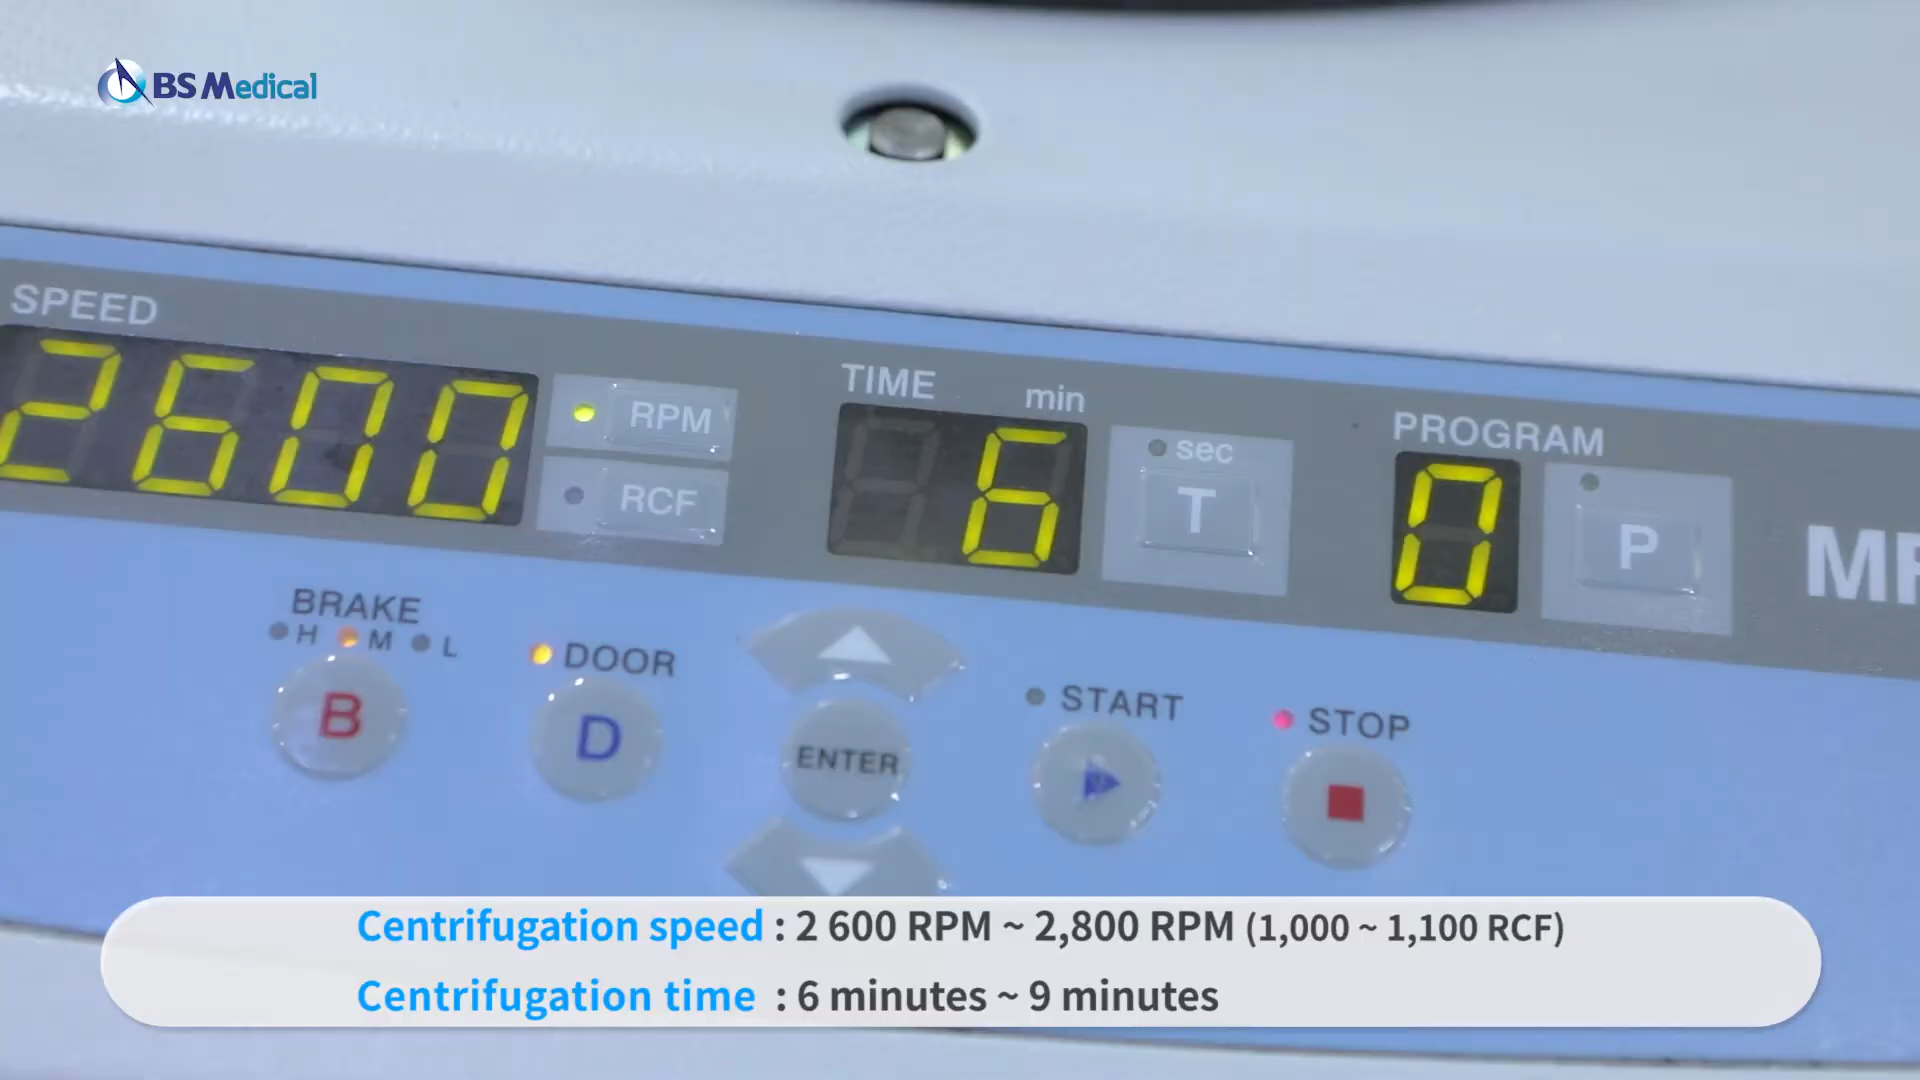 BS Medical
SPEED
2600
RPM
RCF
TIME min
6
sec
T
PROGRAM
0
P
BRAKE
H M L
B
DOOR
D
ENTER
START
STOP
Centrifugation speed : 2 600 RPM ~ 2,800 RPM (1,000 ~ 1,100 RCF)
Centrifugation time : 6 minutes ~ 9 minutes